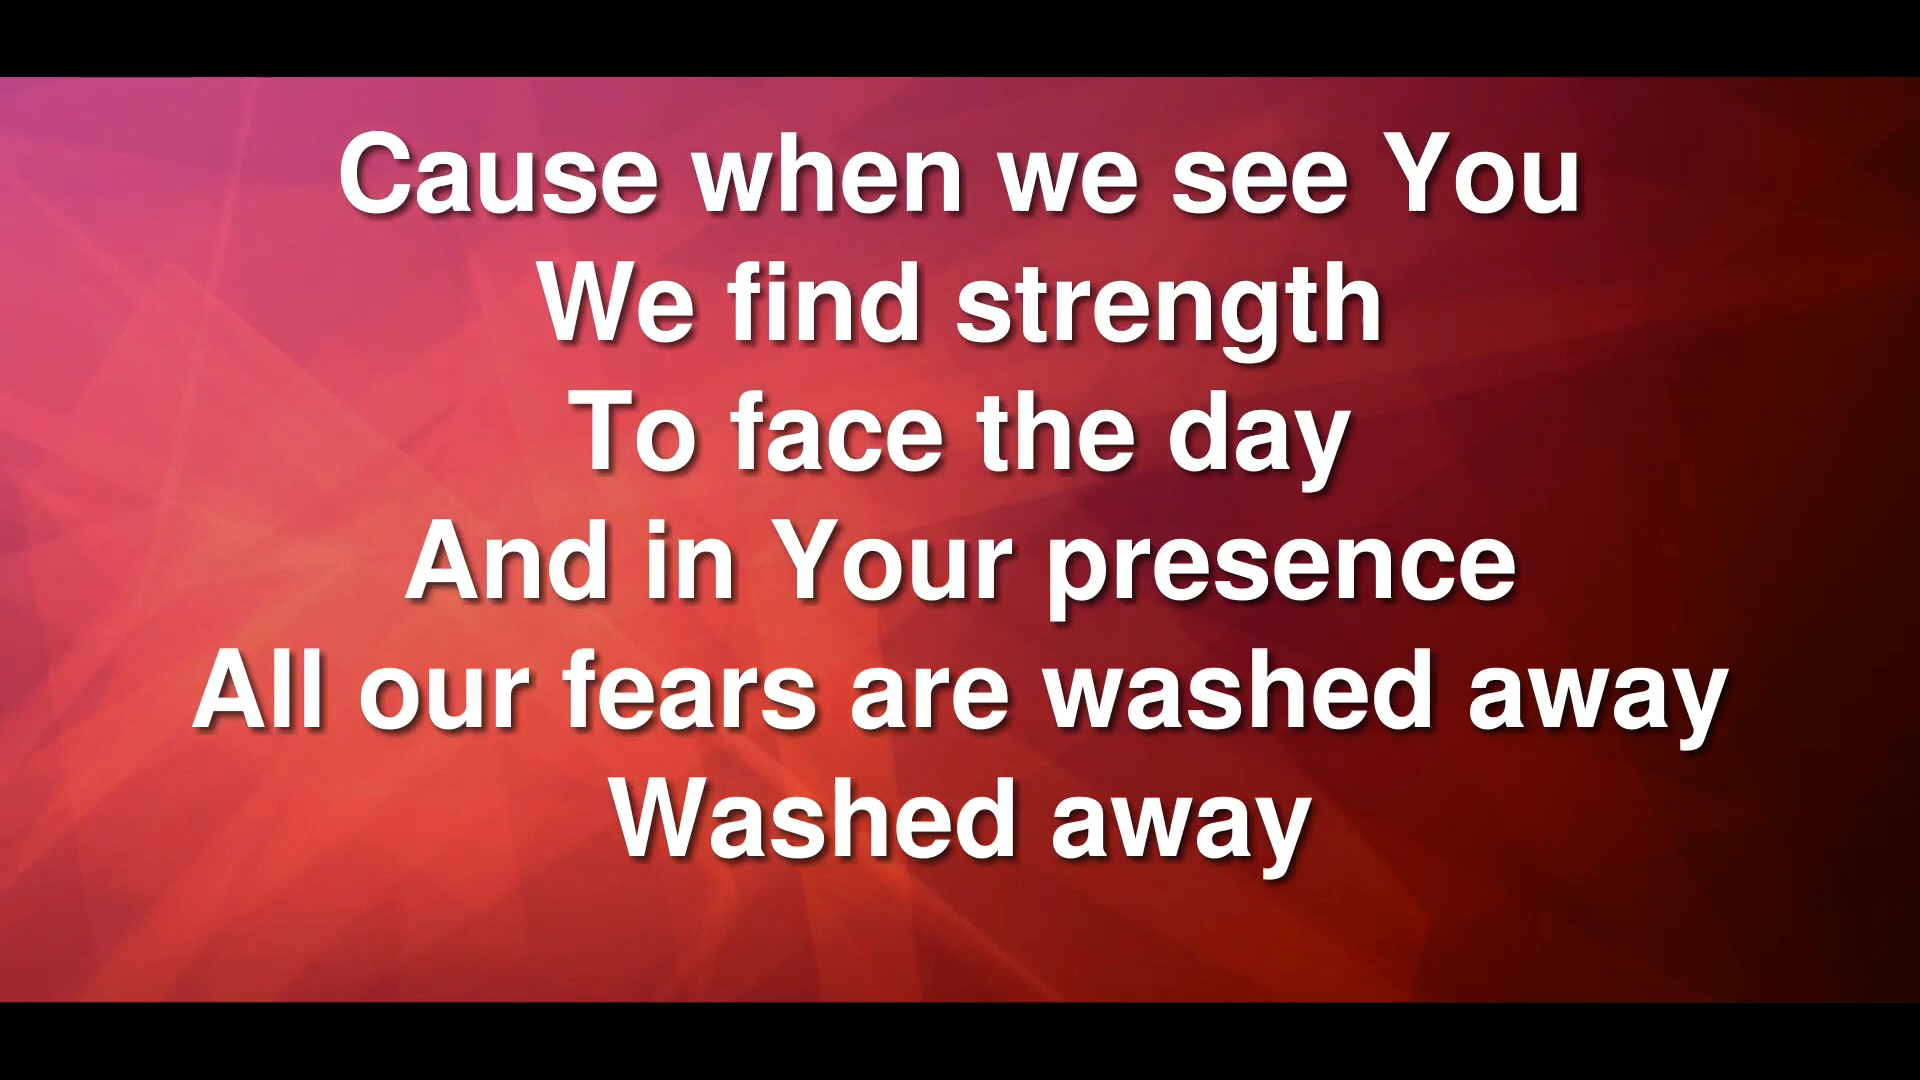 Cause when we see You
We find strength
To face the day
And in Your presence
All our fears are washed away
Washed away